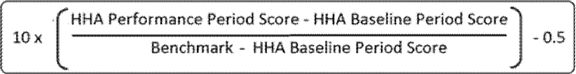 HHA Performance Period Score - HHA Baseline Period Score
10 x ( ) - 0.5
Benchmark - HHA Baseline Period Score